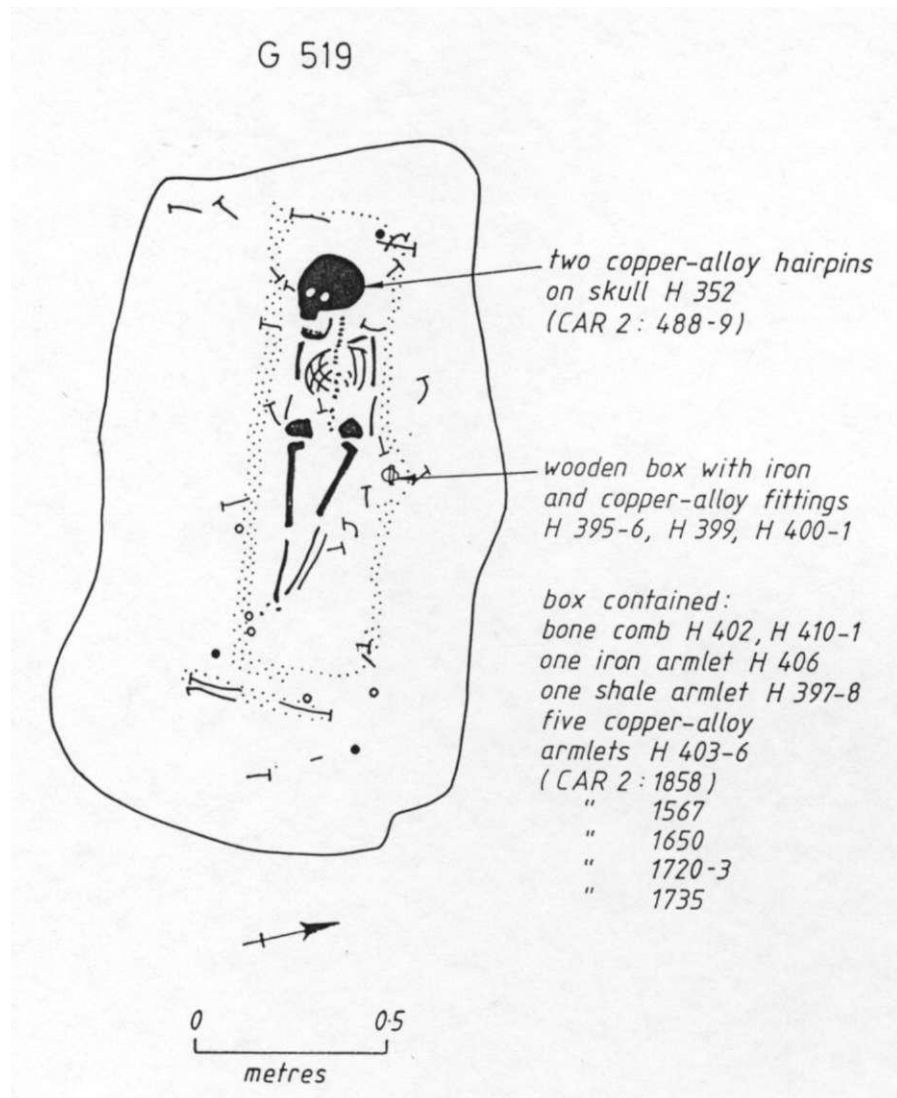 G 519
two copper-alloy hairpins
on skull H 352
(CAR 2: 488-9)
wooden box with iron
and copper-alloy fittings
H 395-6, H 399, H 400-1
box contained:
bone comb H 402, H 410-1
one iron armlet H 406
one shale armlet H 397-8
five copper-alloy
armlets H 403-6
(CAR 2: 1858)
" 1567
" 1650
" 1720-3
" 1735
0 0·5
metres